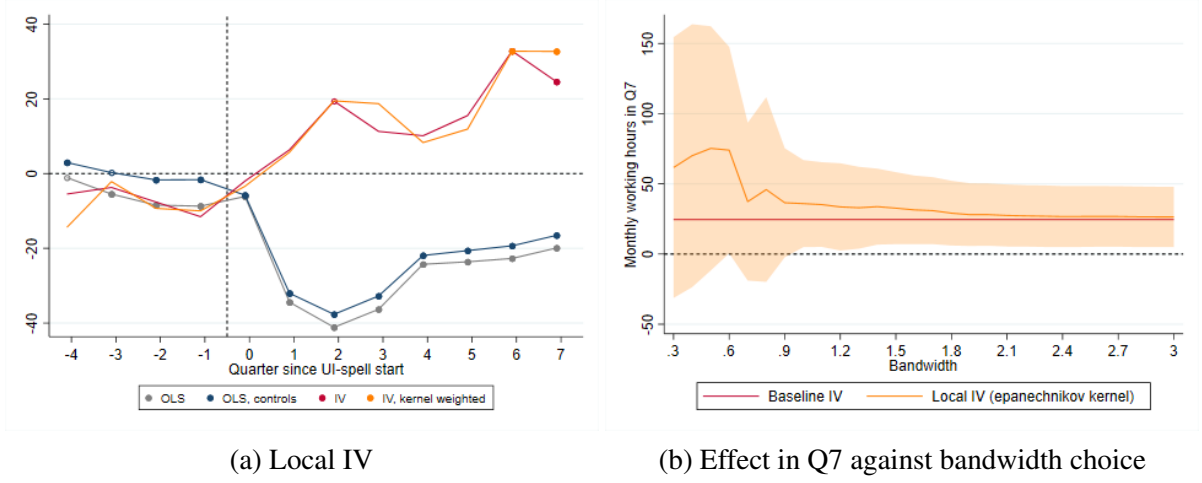 40
20
0
-20
-40
-4 -3 -2 -1 0 1 2 3 4 5 6 7
Quarter since UI-spell start
OLS OLS, controls IV IV, kernel weighted
(a) Local IV
Monthly working hours in Q7
150
100
50
0
-50
.3 .6 .9 1.2 1.5 1.8 2.1 2.4 2.7 3
Bandwidth
Baseline IV Local IV (epanechnikov kernel)
(b) Effect in Q7 against bandwidth choice